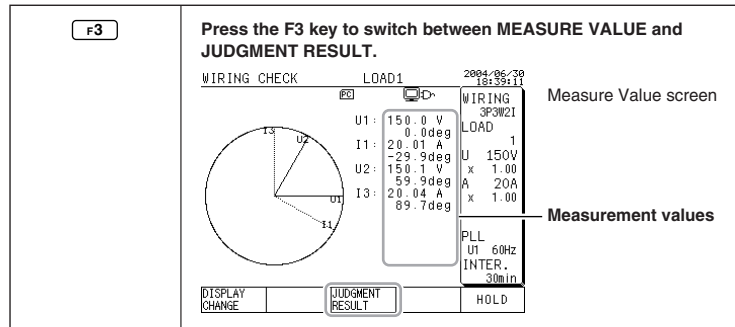 F3
Press the F3 key to switch between MEASURE VALUE and
JUDGMENT RESULT.
WIRING CHECK LOAD1 2004/06/30
18:39:11
PC
Measure Value screen
WIRING
3P3W2I
LOAD
1
U 150V
x 1.00
A 20A
x 1.00
PLL
U1 60Hz
INTER.
30min
U1: 150.0 V
0.0deg
I1: 20.01 A
-29.9deg
U2: 150.1 V
59.9deg
I3: 20.04 A
89.7deg
I3
U2
U1
I1
Measurement values
DISPLAY
CHANGE
JUDGMENT
RESULT
HOLD